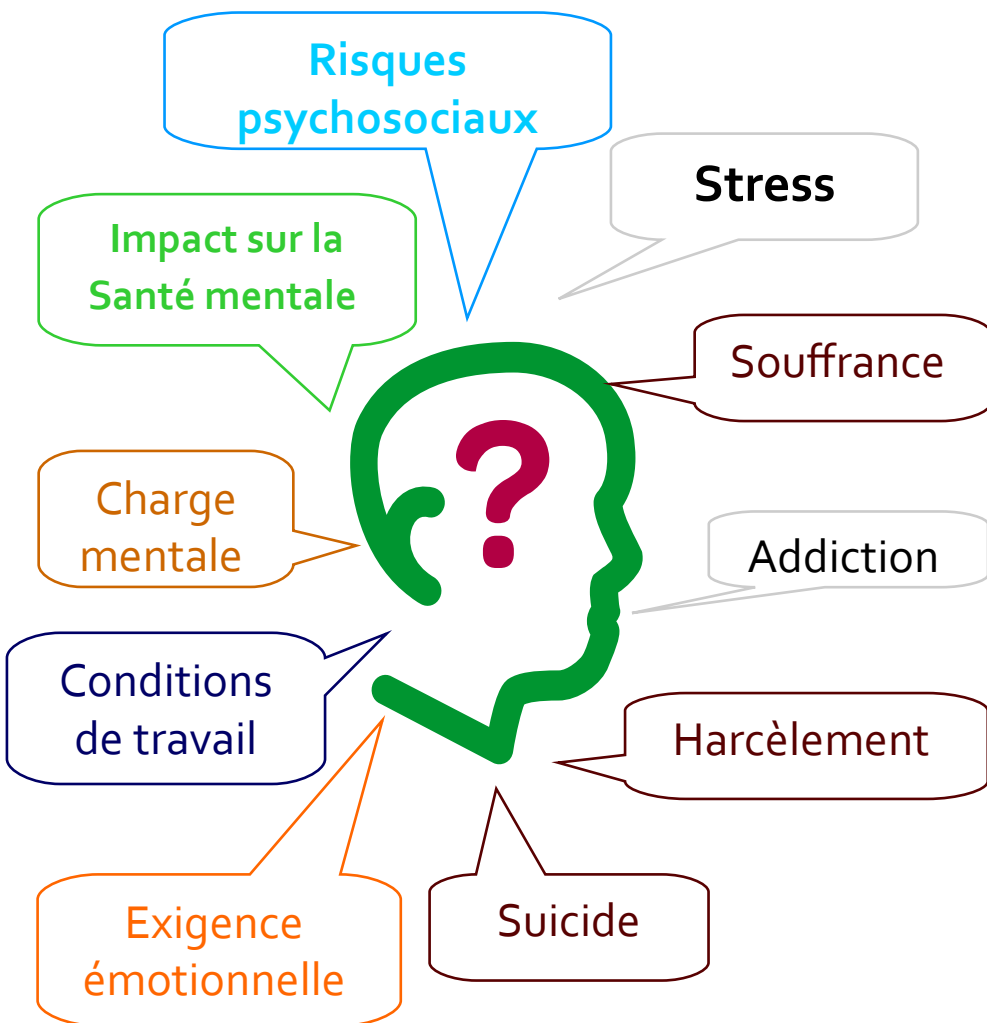 Risques
psychosociaux
Stress
Impact sur la
Santé mentale
Souffrance
?
Charge
mentale
Addiction
Conditions
de travail
Harcèlement
Exigence
émotionnelle
Suicide